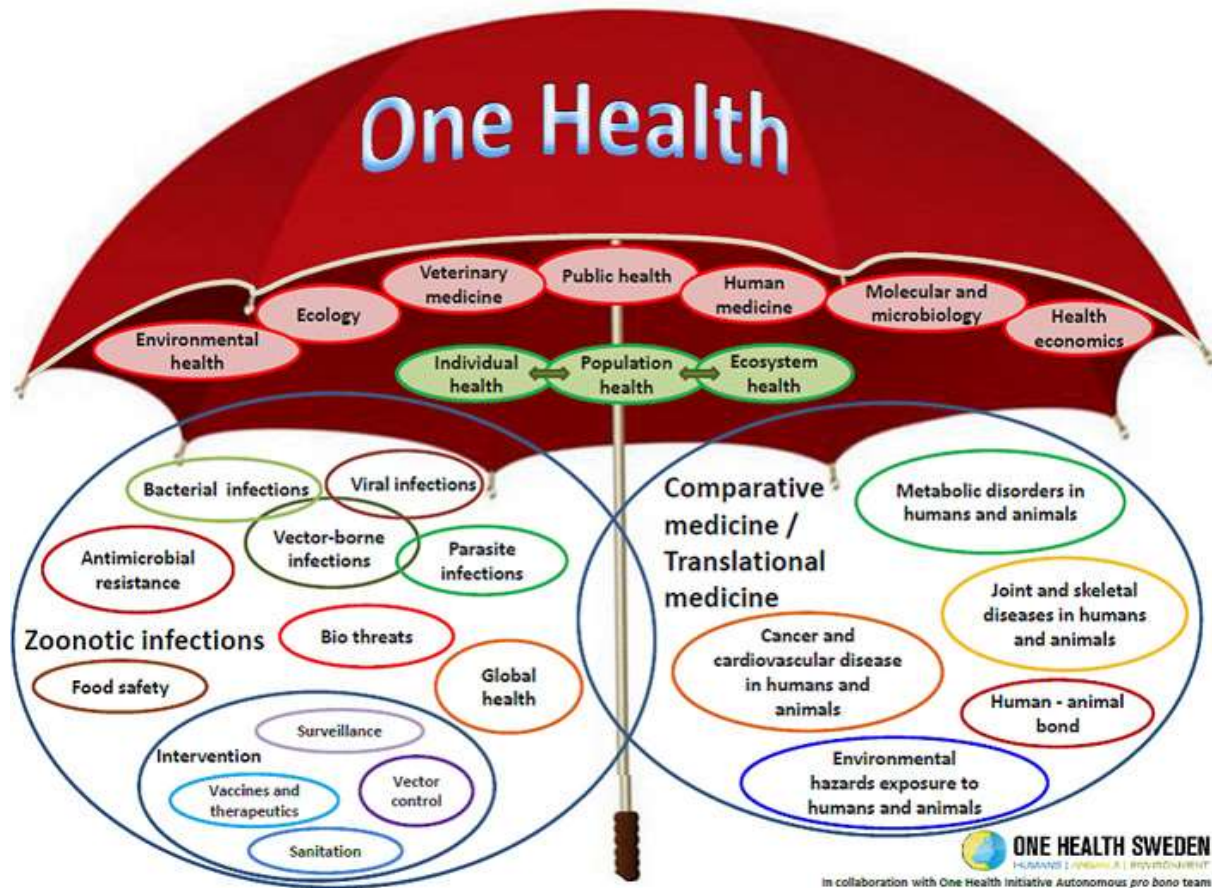 One Health
Veterinary
medicine
Public health
Human
medicine
Molecular and
microbiology
Health
economics
Ecology
Environmental
health
Individual
health
Population
health
Ecosystem
health
Bacterial infections
Viral infections
Vector-borne
infections
Parasite
infections
Antimicrobial
resistance
Zoonotic infections
Bio threats
Food safety
Global
health
Intervention
Surveillance
Vaccines and
therapeutics
Vector
control
Sanitation
Comparative
medicine /
Translational
medicine
Metabolic disorders in
humans and animals
Joint and skeletal
diseases in humans
and animals
Cancer and
cardiovascular disease
in humans and
animals
Human - animal
bond
Environmental
hazards exposure to
humans and animals
ONE HEALTH SWEDEN
HUMANS | ANIMALS | ENVIRONMENT
In collaboration with One Health Initiative Autonomous pro bono team